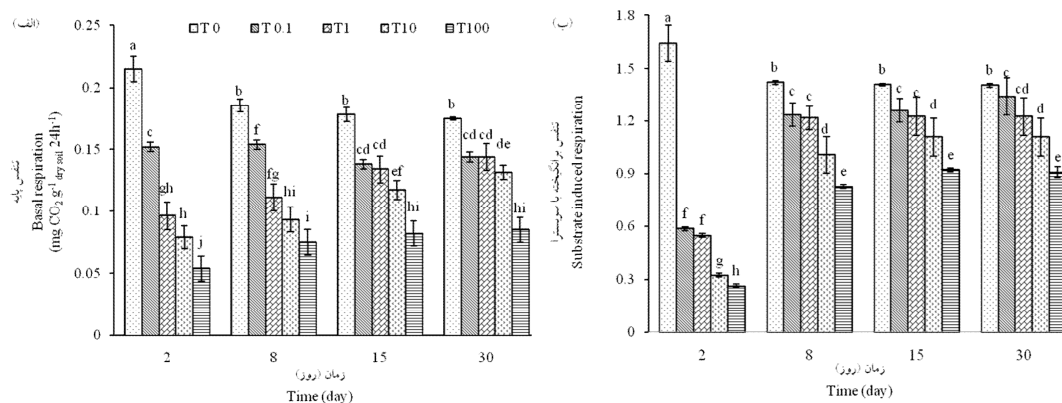 (الف)
T 0 T 0.1 T1 T10 T100
0.25
0.2
0.15
0.1
0.05
0
تنفس پایه
Basal respiration
(mg CO2 g-1 dry soil 24h-1)
a
c
gh
h
j
b
f
fg
hi
i
b
cd
cd
ef
hi
b
cd
cd
de
hi
2 8 15 30
زمان (روز)
Time (day)
(ب)
1.8
1.5
1.2
0.9
0.6
0.3
0
تنفس برانگیخته با سوبسترا
Substrate induced respiration
a
f
f
g
h
b
c
c
d
e
b
c
c
d
e
b
c
cd
d
e
2 8 15 30
زمان (روز)
Time (day)